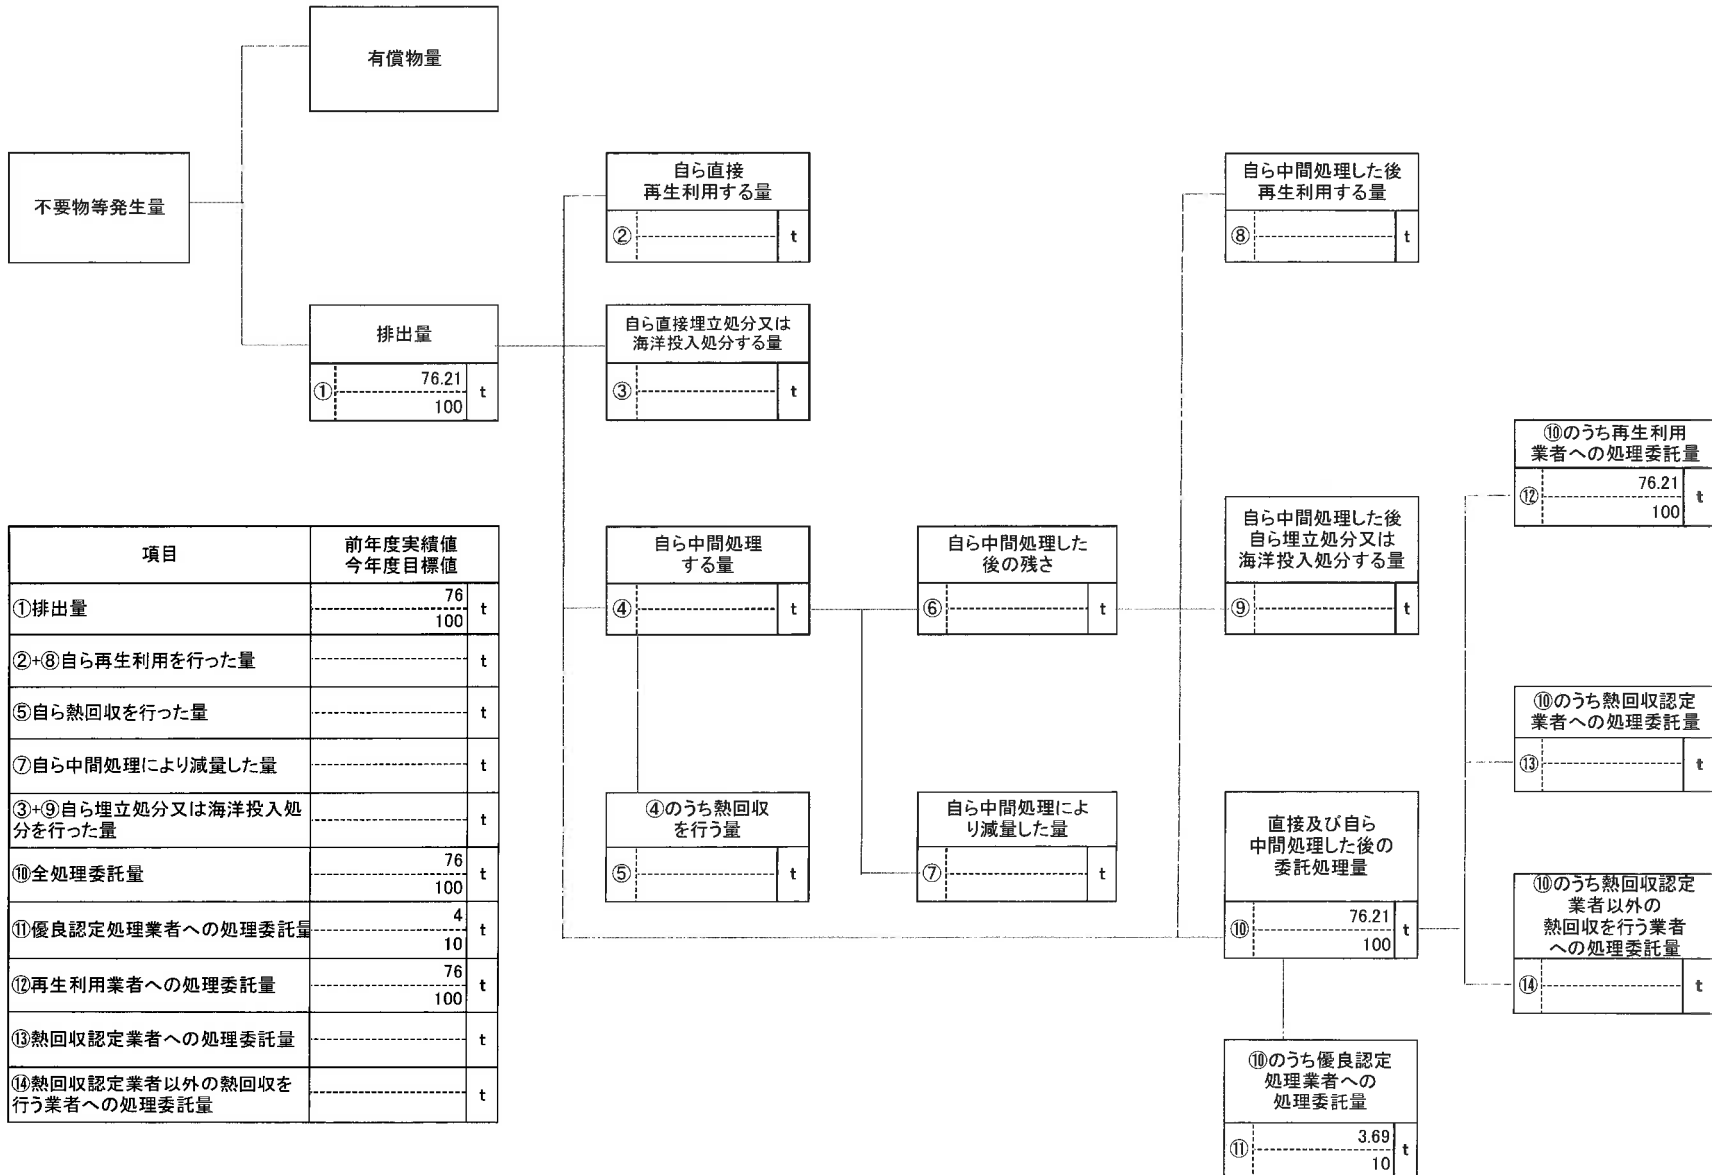 有償物量
不要物等発生量
自ら直接
再生利用する量
②
t
自ら中間処理した後
再生利用する量
⑧
t
排出量
①
76.21
100
t
自ら直接埋立処分又は
海洋投入処分する量
③
t
⑩のうち再生利用
業者への処理委託量
⑫
76.21
100
t
自ら中間処理
する量
④
t
自ら中間処理した
後の残さ
⑥
t
自ら中間処理した後
自ら埋立処分又は
海洋投入処分する量
⑨
t
⑩のうち熱回収認定
業者への処理委託量
⑬
t
④のうち熱回収
を行う量
⑤
t
自ら中間処理によ
り減量した量
⑦
t
直接及び自ら
中間処理した後の
委託処理量
⑩
76.21
100
t
⑩のうち熱回収認定
業者以外の
熱回収を行う業者
への処理委託量
⑭
t
⑩のうち優良認定
処理業者への
処理委託量
⑪
3.69
10
t
項目
前年度実績値
今年度目標値
①排出量
76
100
t
②+⑧自ら再生利用を行った量
t
⑤自ら熱回収を行った量
t
⑦自ら中間処理により減量した量
t
③+⑨自ら埋立処分又は海洋投入処
分を行った量
t
⑩全処理委託量
76
100
t
⑪優良認定処理業者への処理委託量
4
10
t
⑫再生利用業者への処理委託量
76
100
t
⑬熱回収認定業者への処理委託量
t
⑭熱回収認定業者以外の熱回収を
行う業者への処理委託量
t